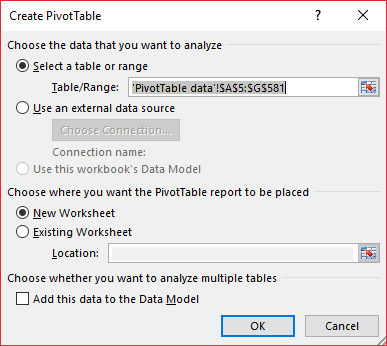 Create PivotTable
? ×
Choose the data that you want to analyze
Select a table or range
Table/Range: 'PivotTable data'!$A$5:$G$581
Use an external data source
Choose Connection...
Connection name:
Use this workbook's Data Model
Choose where you want the PivotTable report to be placed
New Worksheet
Existing Worksheet
Location:
Choose whether you want to analyze multiple tables
Add this data to the Data Model
OK Cancel